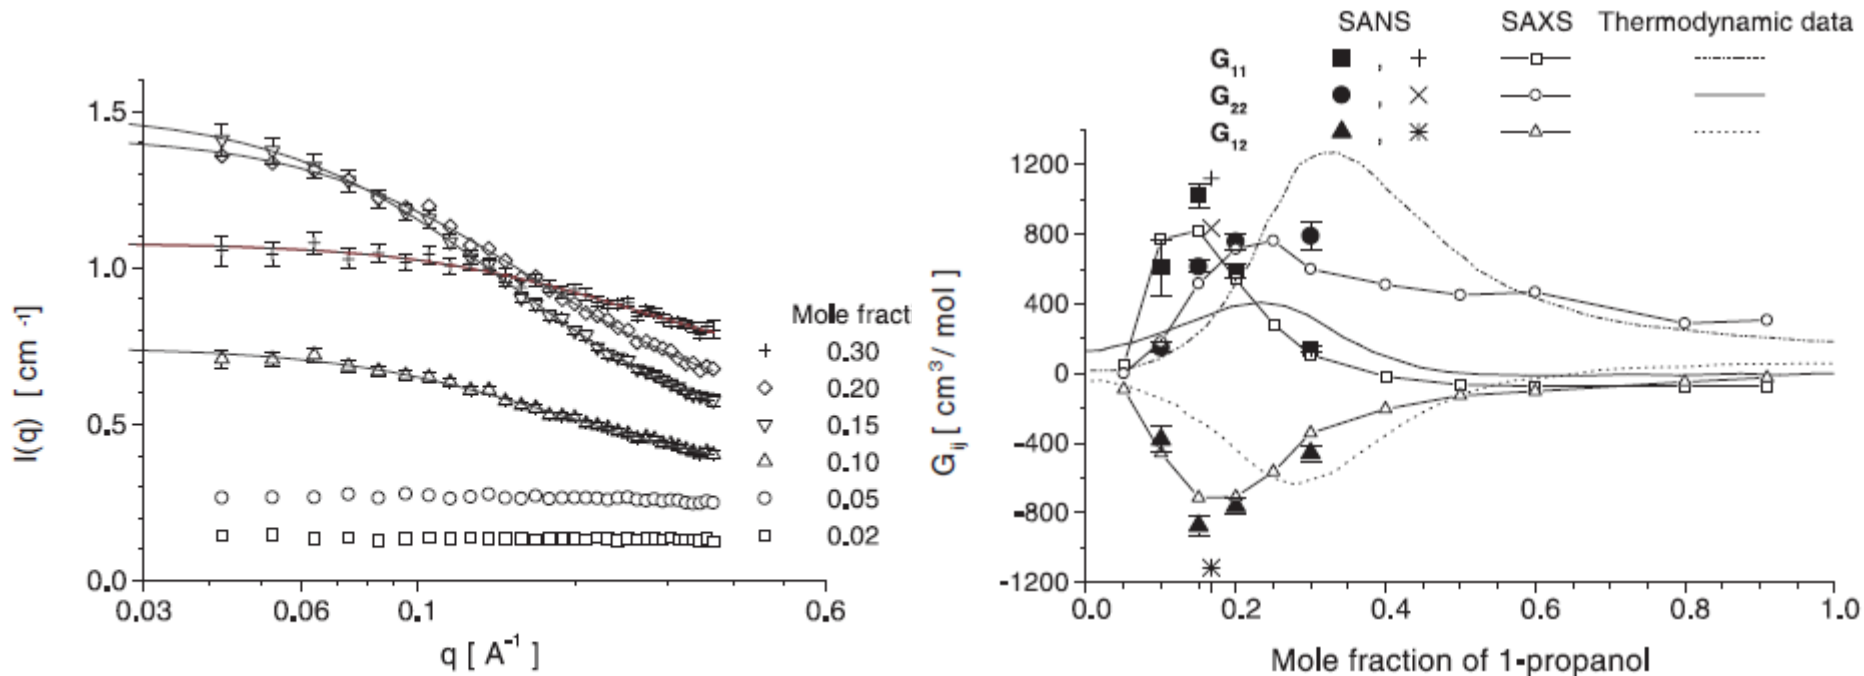 1.5
1.0
0.5
0.0
0.03
0.06
0.1
0.6
I(q) [ cm -1]
q [ A-1 ]
Mole fracti
0.30
0.20
0.15
0.10
0.05
0.02
SANS SAXS Thermodynamic data
G11 ,
G22 ,
G12 ,
1200
800
400
0
-400
-800
-1200
0.0 0.2 0.4 0.6 0.8 1.0
Gij [ cm3 / mol ]
Mole fraction of 1-propanol